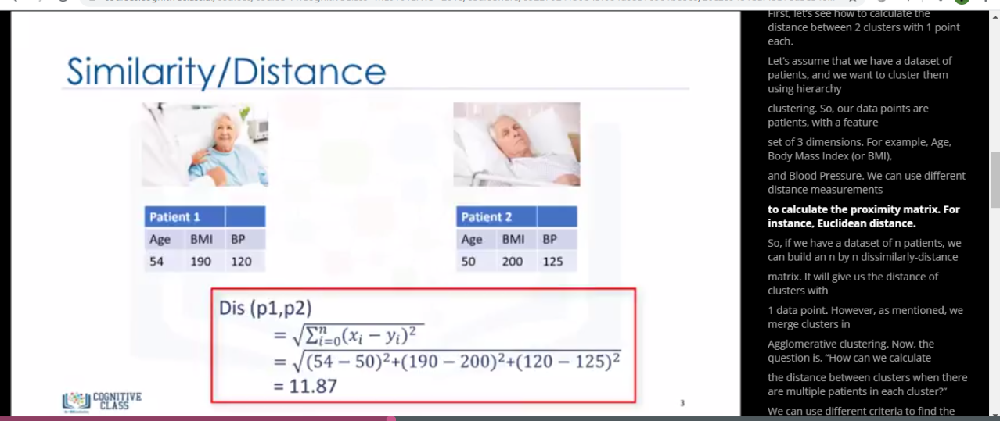 First, let's see how to calculate the
distance between 2 clusters with 1 point
each.
Let's assume that we have a dataset of
patients, and we want to cluster them
using hierarchy
clustering. So, our data points are
patients, with a feature
set of 3 dimensions. For example, Age,
Body Mass Index (or BMI),
and Blood Pressure. We can use different
distance measurements
to calculate the proximity matrix. For
instance, Euclidean distance.
So, if we have a dataset of n patients, we
can build an n by n dissimilarly-distance
matrix. It will give us the distance of
clusters with
1 data point. However, as mentioned, we
merge clusters in
Agglomerative clustering. Now, the
question is, “How can we calculate
the distance between clusters when there
are multiple patients in each cluster?”
We can use different criteria to find the
Similarity/Distance
Patient 1
Age BMI BP
54 190 120
Patient 2
Age BMI BP
50 200 125
Dis (p1,p2)
= √∑ⁿᵢ₌₀(xᵢ − yᵢ)²
= √(54 − 50)²+(190 − 200)²+(120 − 125)²
= 11.87
COGNITIVE
CLASS
3